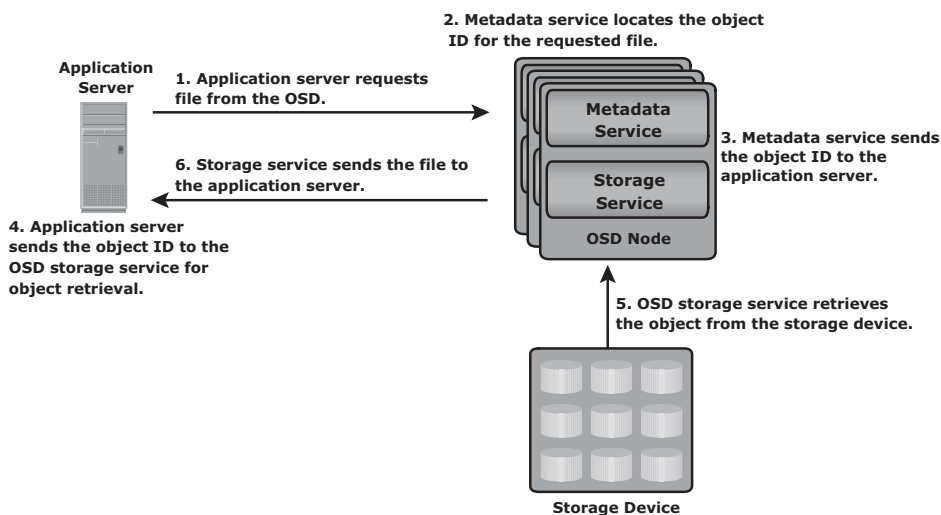 2. Metadata service locates the object
ID for the requested file.
Application
Server
1. Application server requests
file from the OSD.
Metadata
Service
3. Metadata service sends
the object ID to the
application server.
6. Storage service sends the file to
the application server.
Storage
Service
OSD Node
4. Application server
sends the object ID to the
OSD storage service for
object retrieval.
5. OSD storage service retrieves
the object from the storage device.
Storage Device